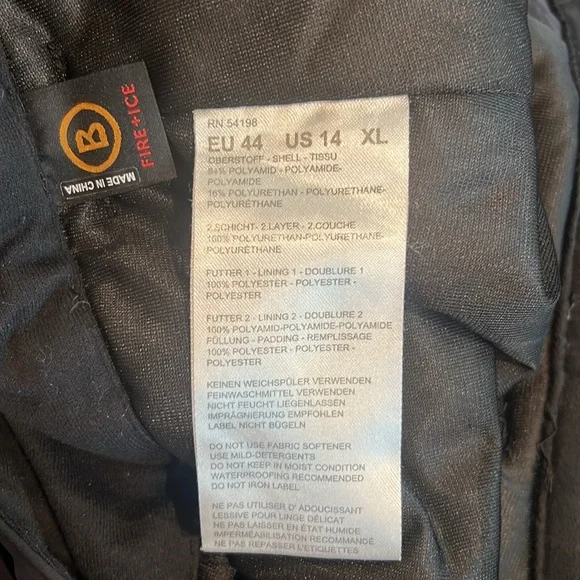 B
FIRE+ICE
MADE IN CHINA
RN 54198
EU 44 US 14 XL
OBERSTOFF - SHELL - TISSU
84% POLYAMID - POLYAMIDE-
POLYAMIDE
16% POLYURETHAN - POLYURETHANE-
POLYURÉTHANE
2.SCHICHT- 2.LAYER - 2.COUCHE
100% POLYURETHAN-POLYURETHANE-
POLYURÉTHANE
FUTTER 1 - LINING 1 - DOUBLURE 1
100% POLYESTER - POLYESTER -
POLYESTER
FUTTER 2 - LINING 2 - DOUBLURE 2
100% POLYAMID-POLYAMIDE-POLYAMIDE
FÜLLUNG - PADDING - REMPLISSAGE
100% POLYESTER - POLYESTER -
POLYESTER
KEINEN WEICHSPÜLER VERWENDEN
FEINWASCHMITTEL VERWENDEN
NICHT FEUCHT LIEGENLASSEN
IMPRÄGNIERUNG EMPFOHLEN
LABEL NICHT BÜGELN
DO NOT USE FABRIC SOFTENER
USE MILD-DETERGENTS
DO NOT KEEP IN MOIST CONDITION
WATERPROOFING RECOMMENDED
DO NOT IRON LABEL
NE PAS UTILISER D'ADOUCISSANT
LESSIVE POUR LINGE DÉLICAT
NE PAS LAISSER EN ÉTAT HUMIDE
IMPERMÉABILISATION RECOMMANDÉ
NE PAS REPASSER L'ETIQUETTES